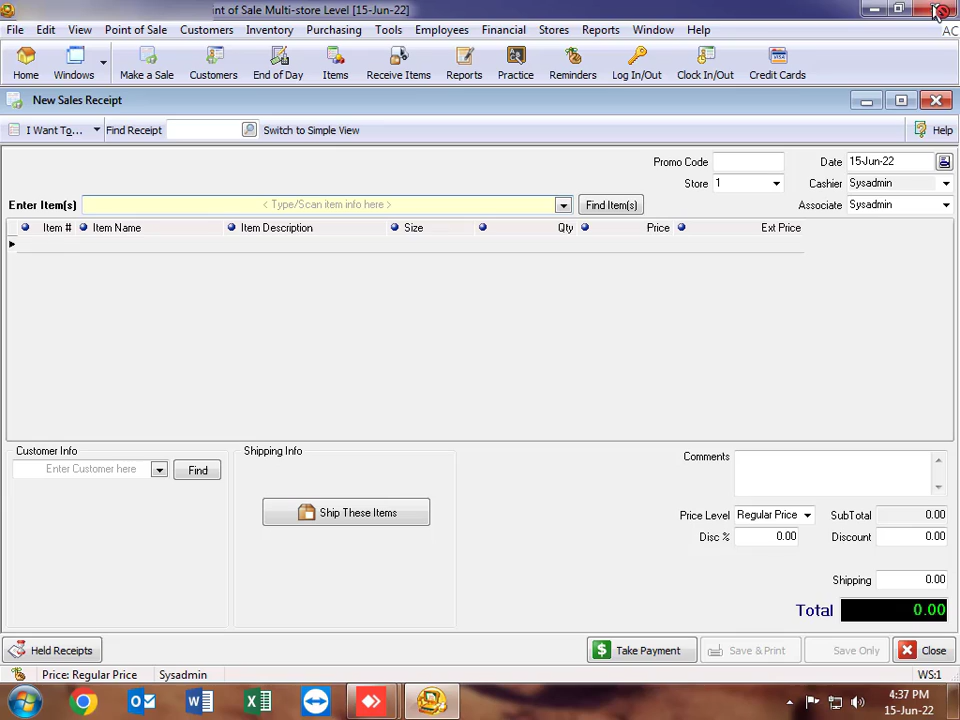 int of Sale Multi-store Level [15-Jun-22]
File Edit View Point of Sale Customers Inventory Purchasing Tools Employees Financial Stores Reports Window Help AC
Home Windows Make a Sale Customers End of Day Items Receive Items Reports Practice Reminders Log In/Out Clock In/Out Credit Cards
New Sales Receipt
I Want To... Find Receipt Switch to Simple View Help
Promo Code Date 15-Jun-22
Store 1 Cashier Sysadmin
Enter Item(s) < Type/Scan item info here > Find Item(s) Associate Sysadmin
Item # Item Name Item Description Size Qty Price Ext Price
Customer Info Shipping Info Comments
Enter Customer here Find
Ship These Items Price Level Regular Price SubTotal 0.00
Disc % 0.00 Discount 0.00
Shipping 0.00
Total 0.00
Held Receipts $ Take Payment Save & Print Save Only Close
Price: Regular Price Sysadmin WS:1
4:37 PM
15-Jun-22